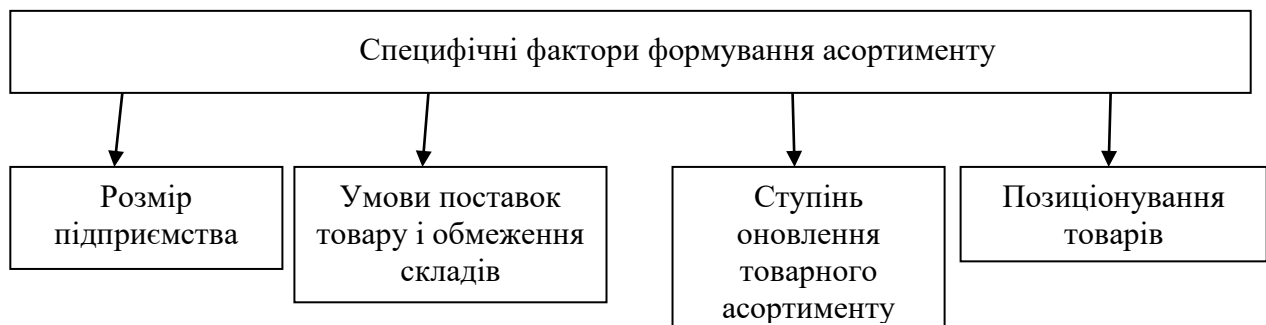 Специфічні фактори формування асортименту
Розмір
підприємства
Умови поставок
товару і обмеження
складів
Ступінь
оновлення
товарного
асортименту
Позиціонування
товарів